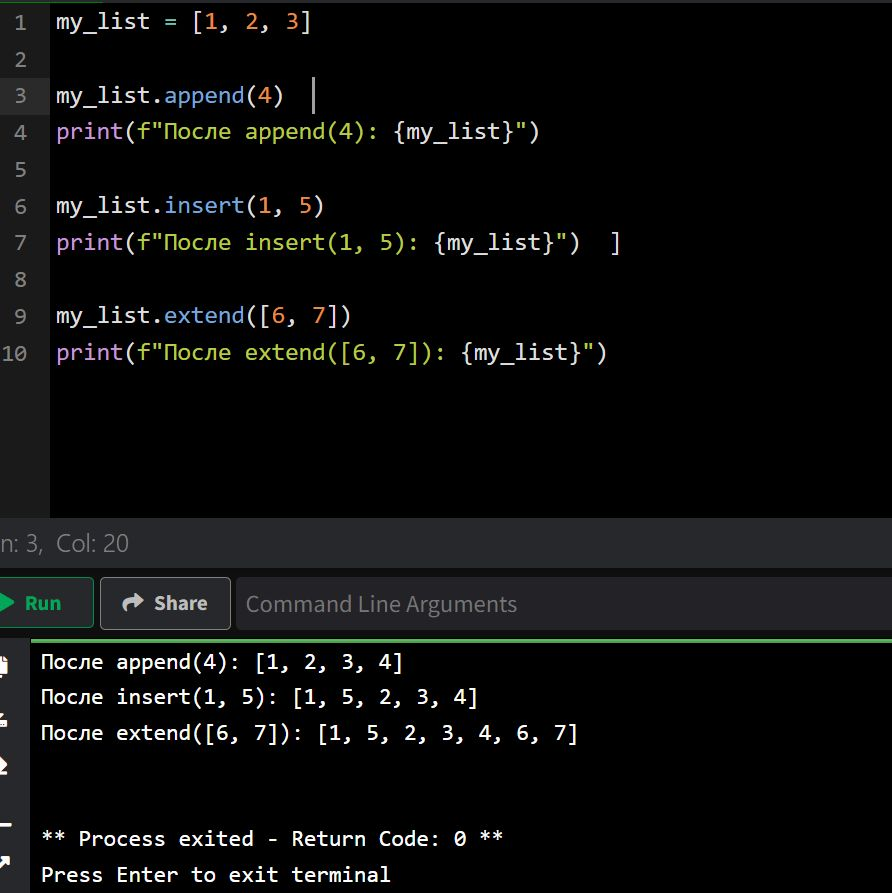 1 my_list = [1, 2, 3]
2
3 my_list.append(4)
4 print(f"После append(4): {my_list}")
5
6 my_list.insert(1, 5)
7 print(f"После insert(1, 5): {my_list}")  ]
8
9 my_list.extend([6, 7])
10 print(f"После extend([6, 7]): {my_list}")
n: 3, Col: 20
Run Share Command Line Arguments
После append(4): [1, 2, 3, 4]
После insert(1, 5): [1, 5, 2, 3, 4]
После extend([6, 7]): [1, 5, 2, 3, 4, 6, 7]
** Process exited - Return Code: 0 **
Press Enter to exit terminal